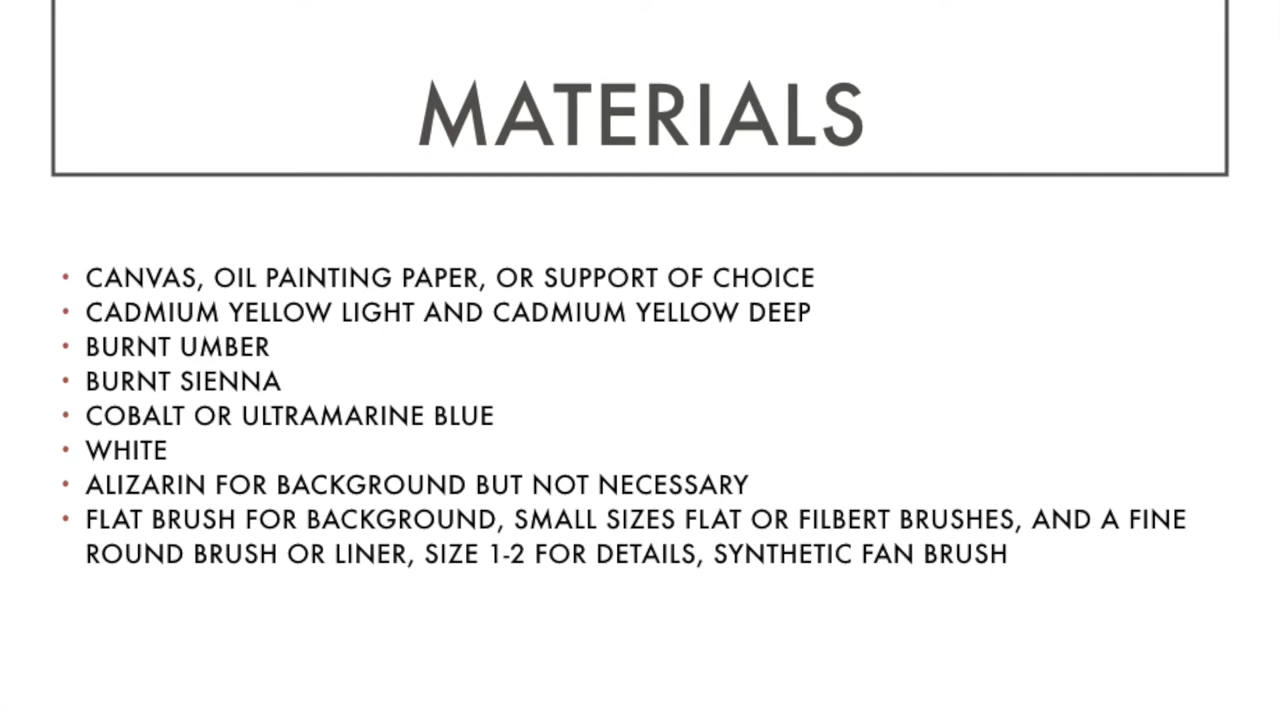 MATERIALS
• CANVAS, OIL PAINTING PAPER, OR SUPPORT OF CHOICE
• CADMIUM YELLOW LIGHT AND CADMIUM YELLOW DEEP
• BURNT UMBER
• BURNT SIENNA
• COBALT OR ULTRAMARINE BLUE
• WHITE
• ALIZARIN FOR BACKGROUND BUT NOT NECESSARY
• FLAT BRUSH FOR BACKGROUND, SMALL SIZES FLAT OR FILBERT BRUSHES, AND A FINE
ROUND BRUSH OR LINER, SIZE 1-2 FOR DETAILS, SYNTHETIC FAN BRUSH